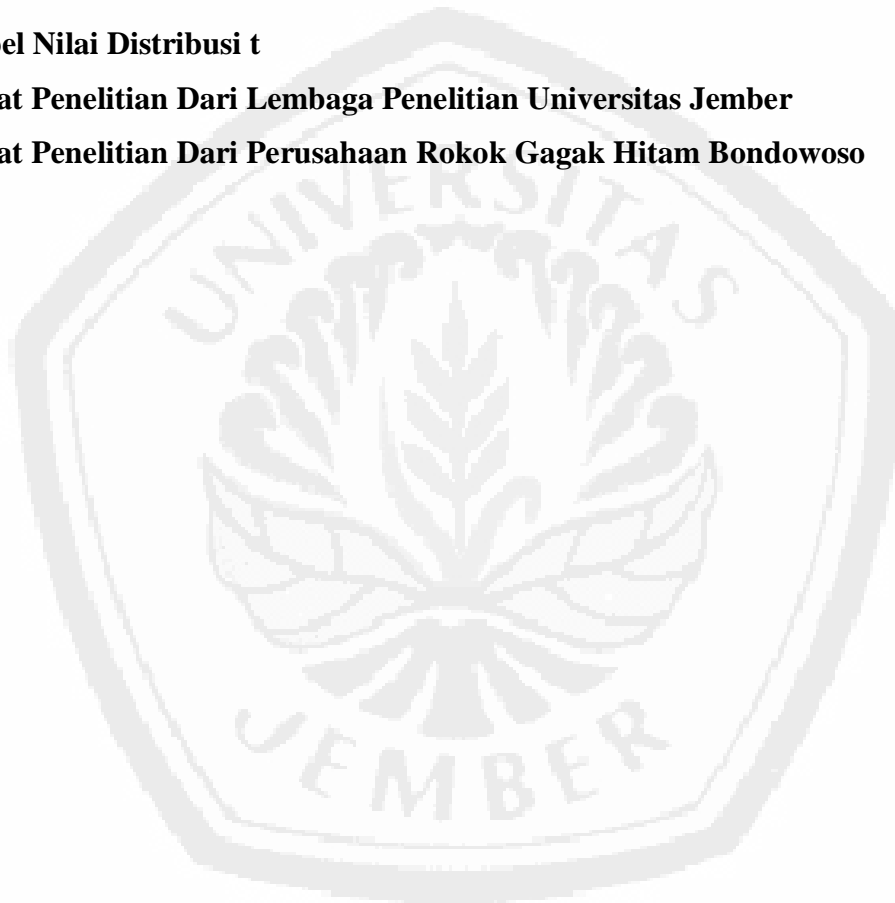 el Nilai Distribusi t
at Penelitian Dari Lembaga Penelitian Universitas Jember
at Penelitian Dari Perusahaan Rokok Gagak Hitam Bondowoso
UNIVERSITAS
JEMBER